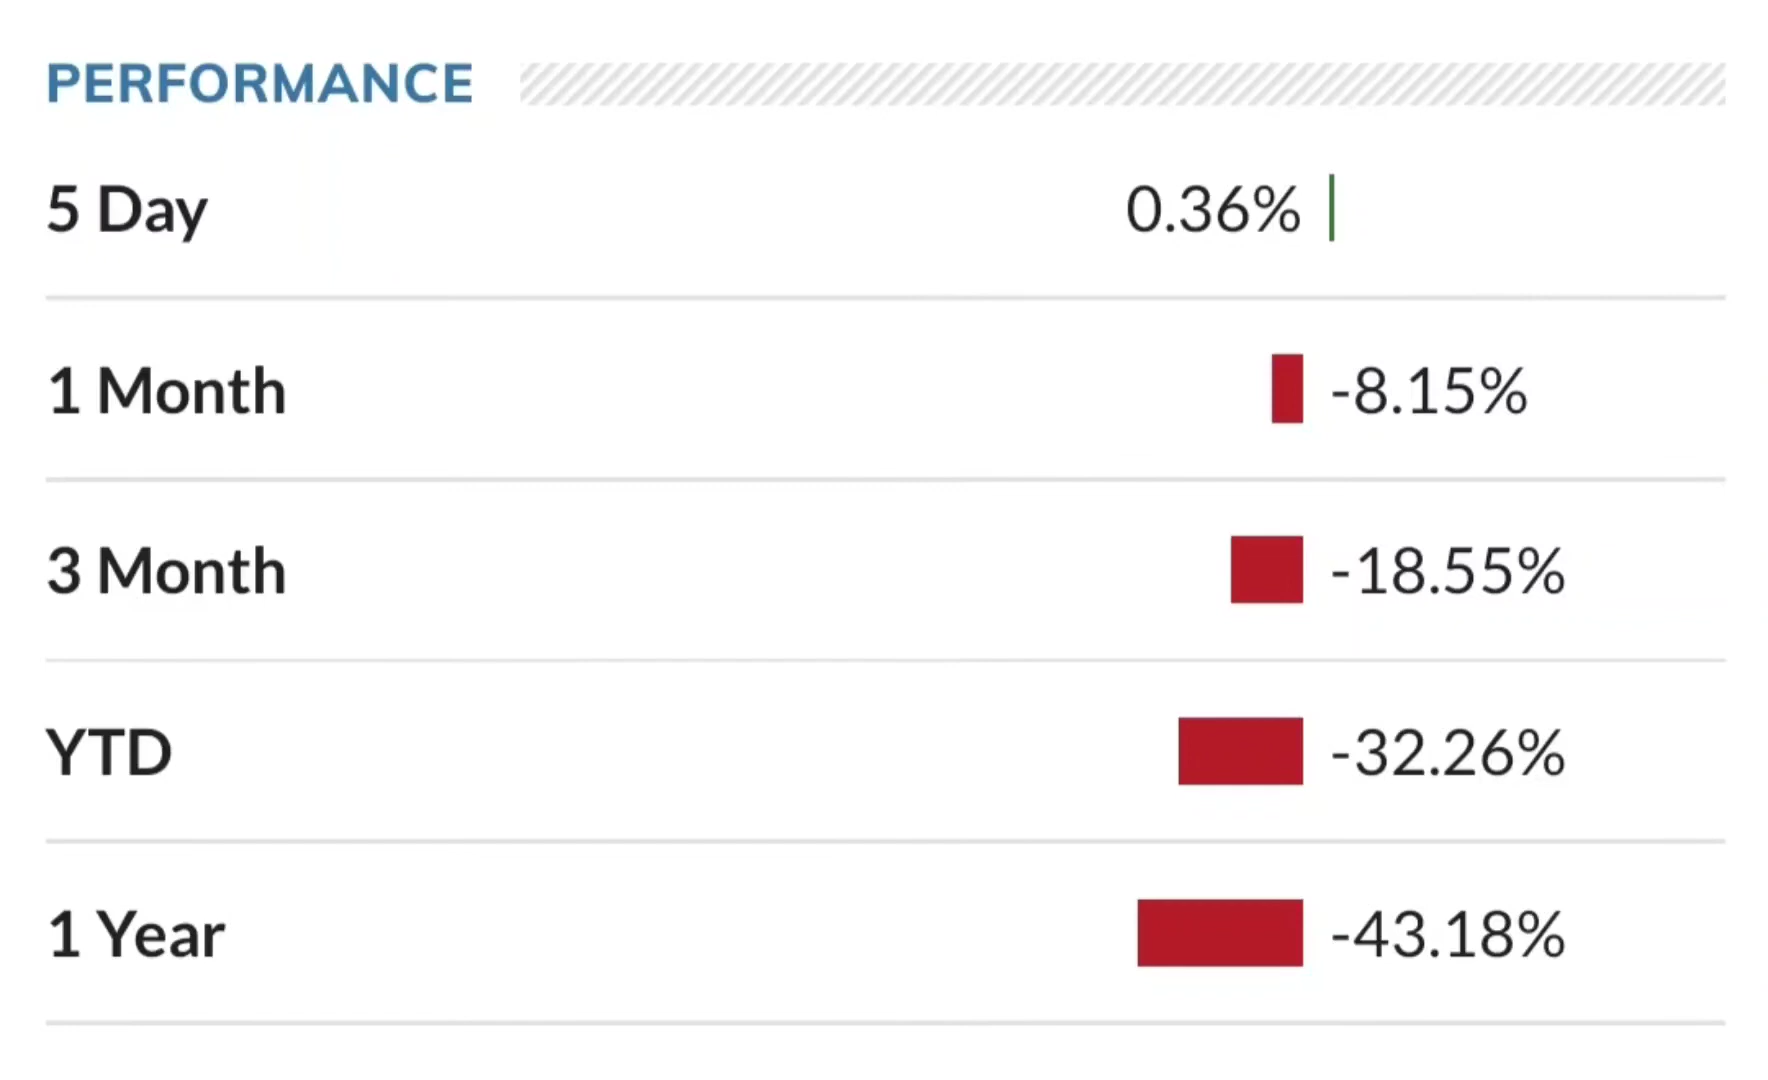 PERFORMANCE
5 Day 0.36%
1 Month -8.15%
3 Month -18.55%
YTD -32.26%
1 Year -43.18%